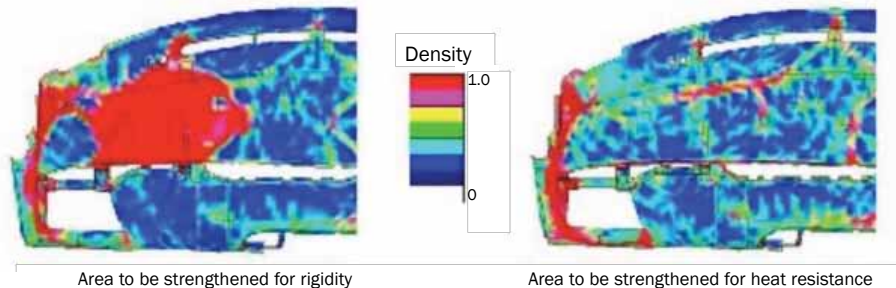 Density
1.0
0
Area to be strengthened for rigidity
Area to be strengthened for heat resistance